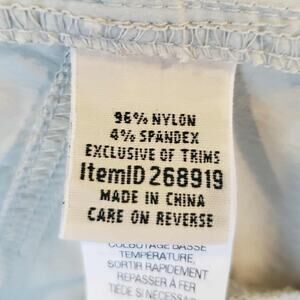 96% NYLON
4% SPANDEX
EXCLUSIVE OF TRIMS
ItemID 268919
MADE IN CHINA
CARE ON REVERSE
CULBUTAGE BASSE
TEMPÉRATURE,
SORTIR RAPIDEMENT
REPASSER À FER
TIÈDE SI NÉCESSAIRE